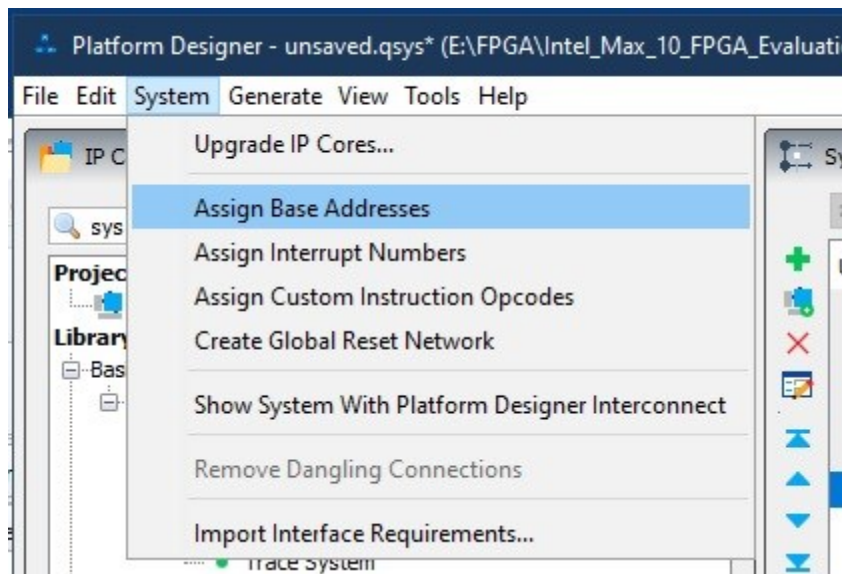 Platform Designer - unsaved.qsys* (E:\FPGA\Intel_Max_10_FPGA_Evaluati
File Edit System Generate View Tools Help
IP C
sys
Projec
Library
Bas
Upgrade IP Cores...
Assign Base Addresses
Assign Interrupt Numbers
Assign Custom Instruction Opcodes
Create Global Reset Network
Show System With Platform Designer Interconnect
Remove Dangling Connections
Import Interface Requirements...
Trace System
Sy